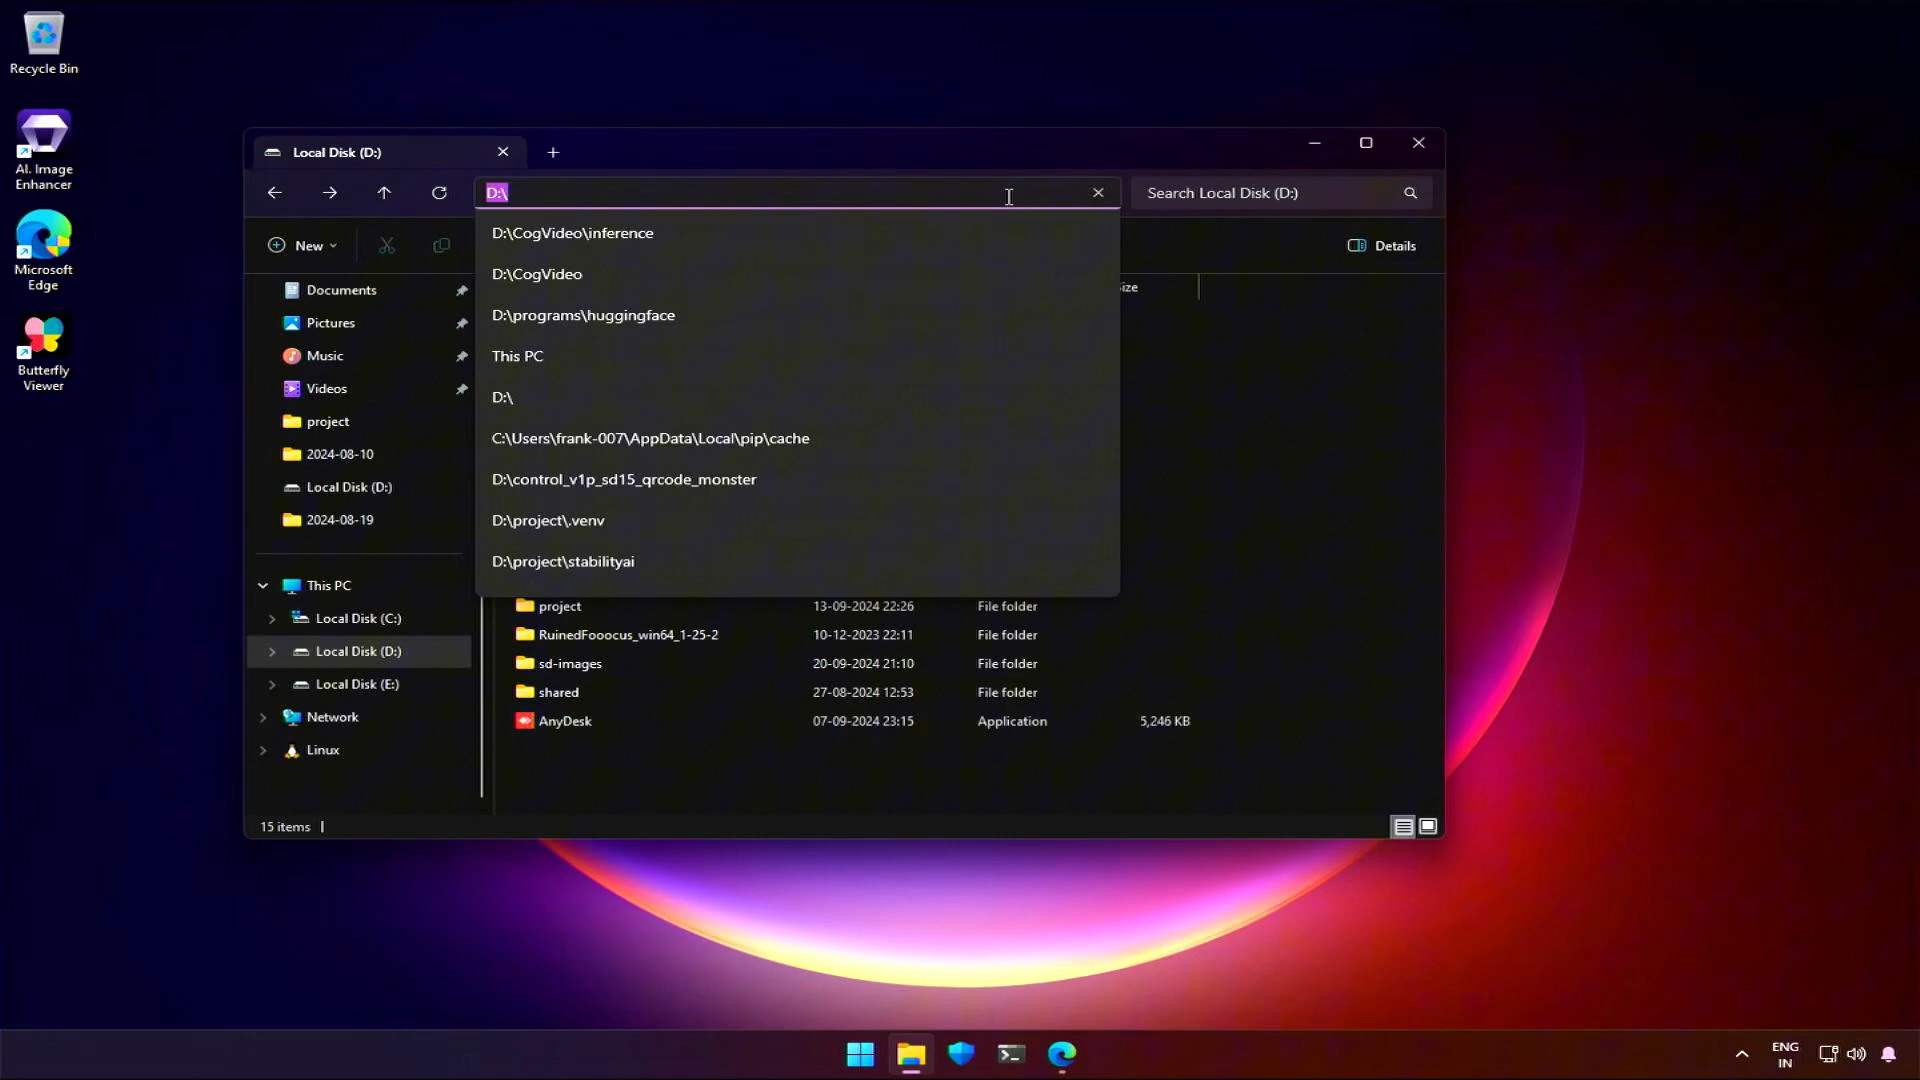 Recycle Bin
AI. Image
Enhancer
Microsoft
Edge
Butterfly
Viewer
Local Disk (D:)
D:\
Search Local Disk (D:)
New
Details
D:\CogVideo\inference
D:\CogVideo
D:\programs\huggingface
This PC
D:\
C:\Users\frank-007\AppData\Local\pip\cache
D:\control_v1p_sd15_qrcode_monster
D:\project\.venv
D:\project\stabilityai
ize
Documents
Pictures
Music
Videos
project
2024-08-10
Local Disk (D:)
2024-08-19
This PC
Local Disk (C:)
Local Disk (D:)
Local Disk (E:)
Network
Linux
project 13-09-2024 22:26 File folder
RuinedFooocus_win64_1-25-2 10-12-2023 22:11 File folder
sd-images 20-09-2024 21:10 File folder
shared 27-08-2024 12:53 File folder
AnyDesk 07-09-2024 23:15 Application 5,246 KB
15 items
ENG
IN